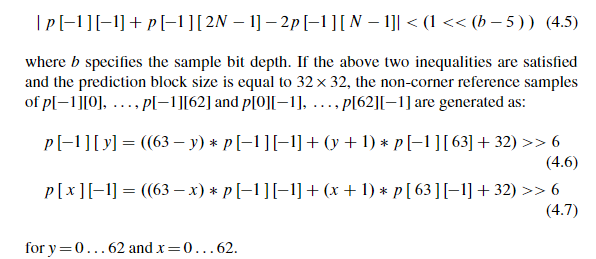 | p[−1][−1] + p[−1][2N − 1] − 2p[−1][N − 1]| < (1 << (b − 5)) (4.5)
where b specifies the sample bit depth. If the above two inequalities are satisfied
and the prediction block size is equal to 32 × 32, the non-corner reference samples
of p[−1][0], …, p[−1][62] and p[0][−1], …, p[62][−1] are generated as:
p[−1][y] = ((63 − y) ∗ p[−1][−1] + (y + 1) ∗ p[−1][63] + 32) >> 6
(4.6)
p[x][−1] = ((63 − x) ∗ p[−1][−1] + (x + 1) ∗ p[63][−1] + 32) >> 6
(4.7)
for y = 0 … 62 and x = 0 … 62.